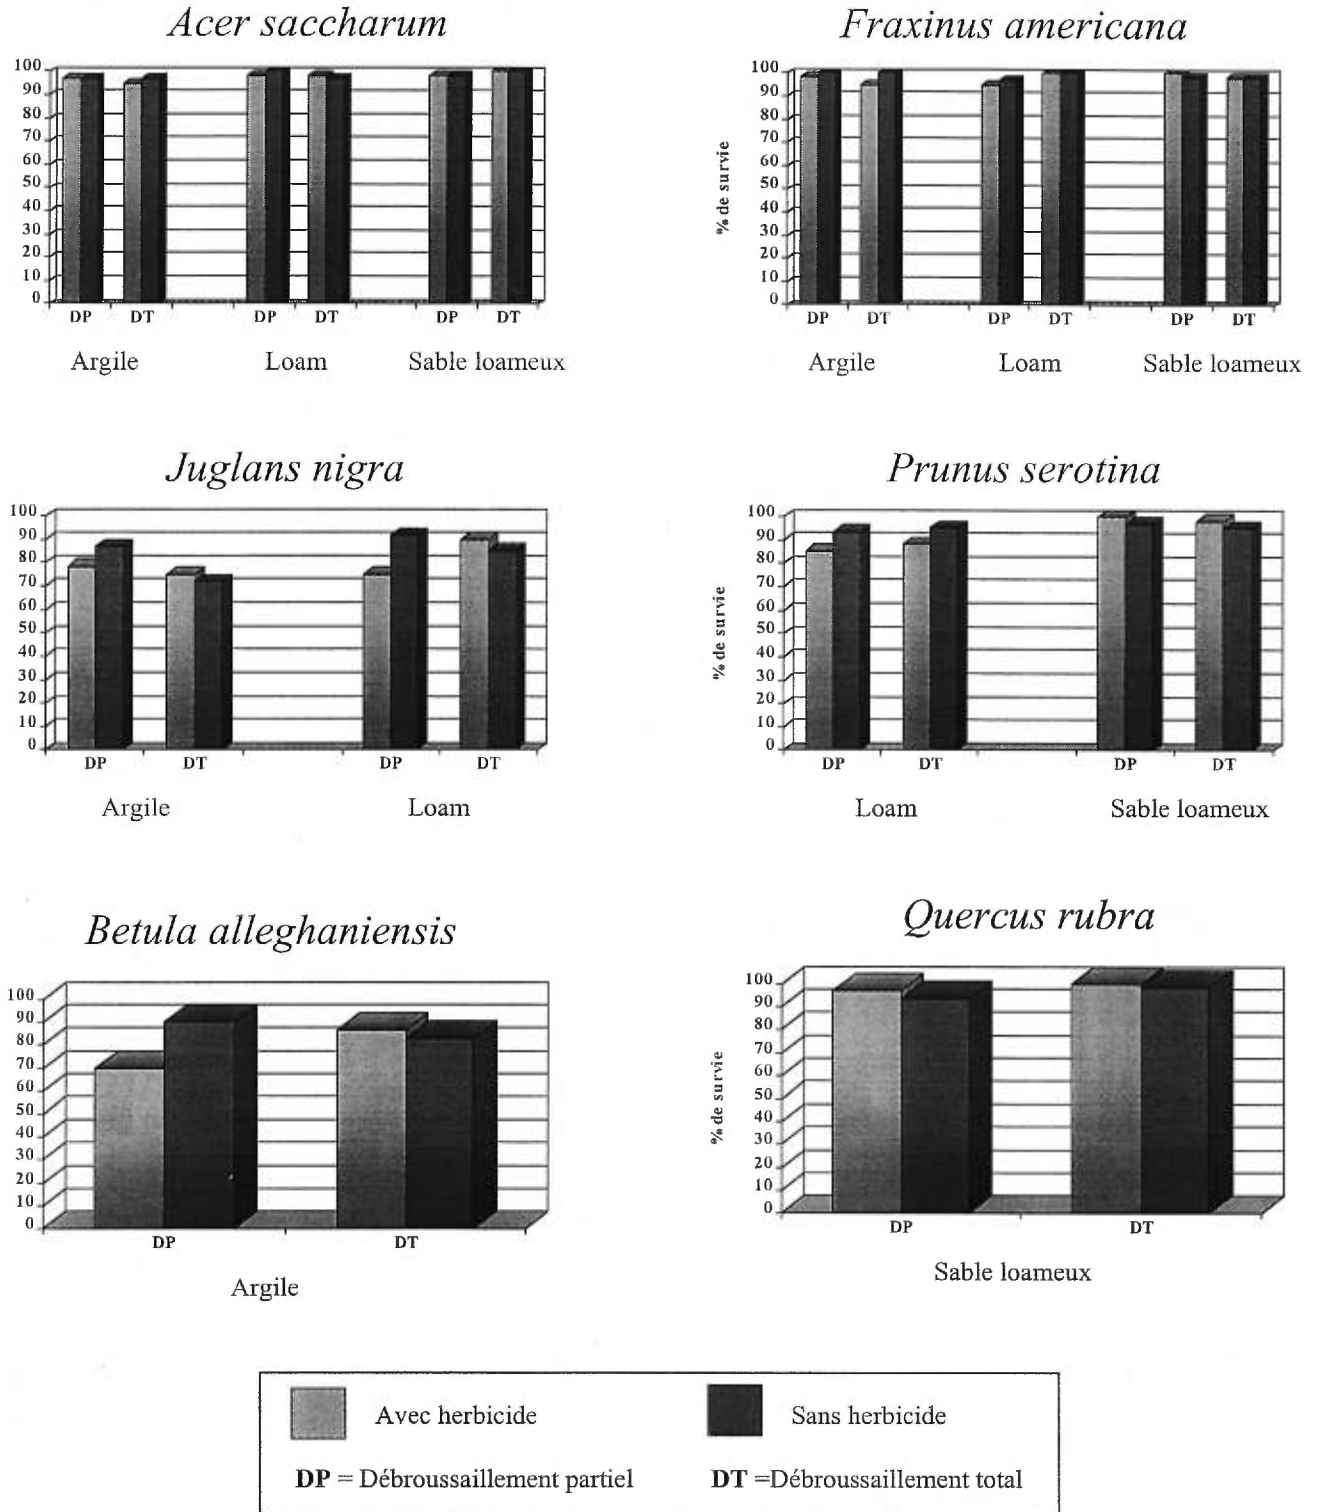 Acer saccharum
100
90
80
70
60
50
40
30
20
10
0
DP DT DP DT DP DT
Argile Loam Sable loameux
Fraxinus americana
% de survie
100
90
80
70
60
50
40
30
20
10
0
DP DT DP DT DP DT
Argile Loam Sable loameux
Juglans nigra
100
90
80
70
60
50
40
30
20
10
0
DP DT DP DT
Argile Loam
Prunus serotina
% de survie
100
90
80
70
60
50
40
30
20
10
0
DP DT DP DT
Loam Sable loameux
Betula alleghaniensis
100
90
80
70
60
50
40
30
20
10
0
DP DT
Argile
Quercus rubra
% de survie
100
90
80
70
60
50
40
30
20
10
0
DP DT
Sable loameux
Avec herbicide Sans herbicide
DP = Débroussaillement partiel DT =Débroussaillement total